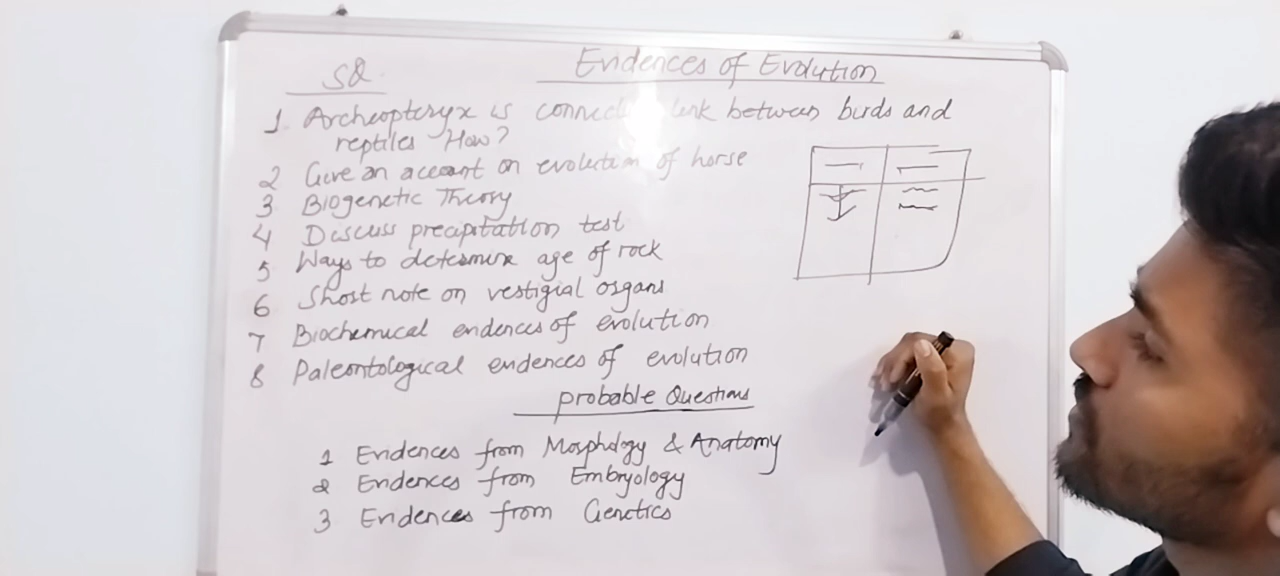 Evidences of Evolution
SQ.
1. Archeopteryx is link between birds and
reptiles How?
2 Give an account on evolution of horse
3 Biogenetic Theory
4 Discuss precipitation test
5 Ways to determine age of rock
6 Short note on vestigial organs
7 Biochemical evidences of evolution
8 Paleontological evidences of evolution
probable Questions
1 Evidences from Morphology & Anatomy
2 Evidences from Embryology
3 Evidences from Genetics